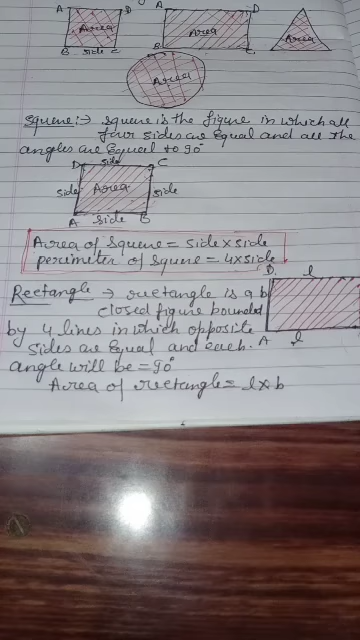 A B A D
Area Area Area
B side C B C
Area
Square:→ Square is the figure in which all
four sides are Equal and all the
angles are Equal to 90°
D side C
side Area side
A side B
Area of Square = side×side
perimeter of Square = 4×side
D l
Rectangle → rectangle is a b
closed figure bounded
by 4 lines in which opposite
A l
sides are Equal and each
angle will be = 90°
Area of rectangle = l×b